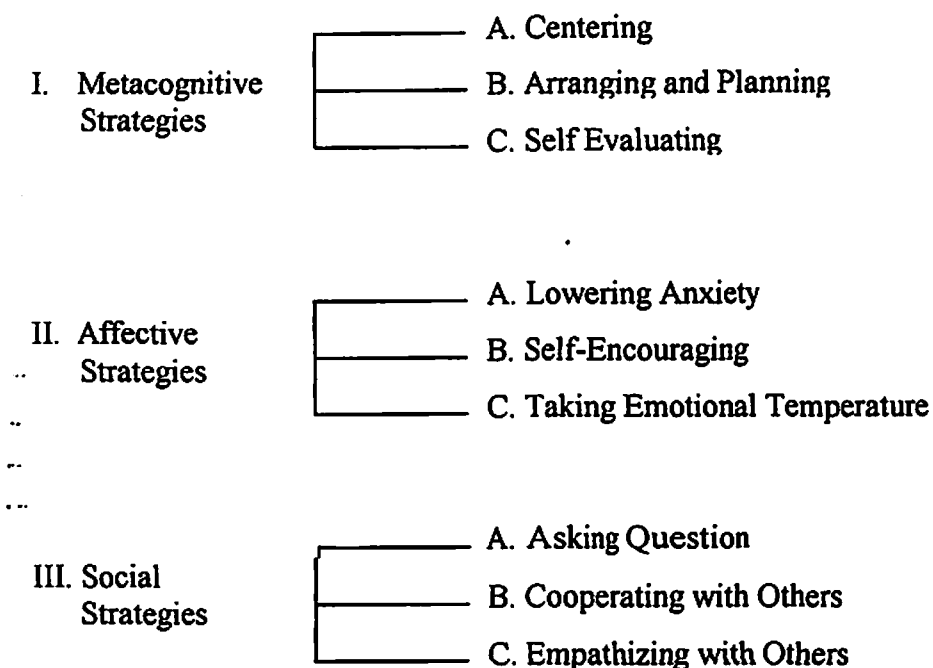 A. Centering
I. Metacognitive
Strategies
B. Arranging and Planning
C. Self Evaluating
A. Lowering Anxiety
II. Affective
Strategies
B. Self-Encouraging
C. Taking Emotional Temperature
A. Asking Question
III. Social
Strategies
B. Cooperating with Others
C. Empathizing with Others